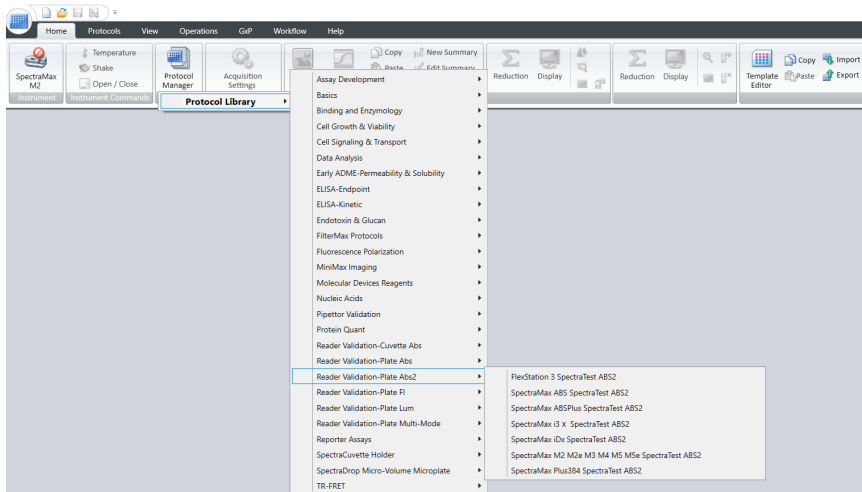 Home Protocols View Operations GxP Workflow Help
SpectraMax M2
Temperature
Shake
Open / Close
Protocol Manager
Acquisition Settings
Copy New Summary
Paste Edit Summary
Reduction Display
Reduction Display
Template Editor
Copy Import
Paste Export
Instrument Instrument Commands
Protocol Library
Assay Development
Basics
Binding and Enzymology
Cell Growth & Viability
Cell Signaling & Transport
Data Analysis
Early ADME-Permeability & Solubility
ELISA-Endpoint
ELISA-Kinetic
Endotoxin & Glucan
FilterMax Protocols
Fluorescence Polarization
MiniMax Imaging
Molecular Devices Reagents
Nucleic Acids
Pipettor Validation
Protein Quant
Reader Validation-Cuvette Abs
Reader Validation-Plate Abs
Reader Validation-Plate Abs2
Reader Validation-Plate Fl
Reader Validation-Plate Lum
Reader Validation-Plate Multi-Mode
Reporter Assays
SpectraCuvette Holder
SpectraDrop Micro-Volume Microplate
TR-FRET
FlexStation 3 SpectraTest ABS2
SpectraMax ABS SpectraTest ABS2
SpectraMax ABSPlus SpectraTest ABS2
SpectraMax i3 x SpectraTest ABS2
SpectraMax iDx SpectraTest ABS2
SpectraMax M2 M2e M3 M4 M5 M5e SpectraTest ABS2
SpectraMax Plus384 SpectraTest ABS2